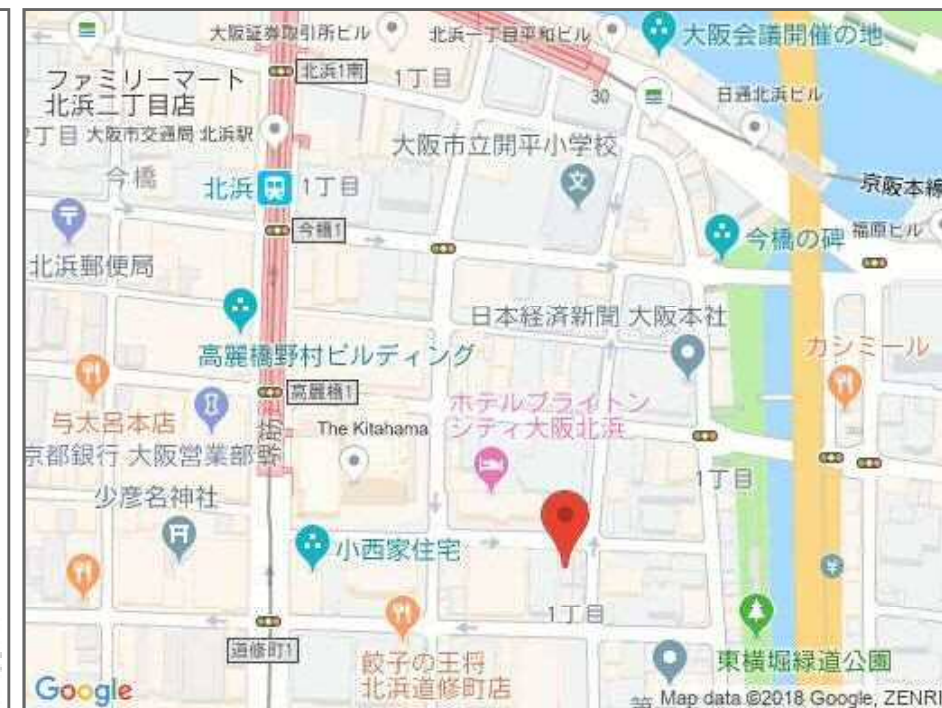 大阪証券取引所ビル
北浜一丁目平和ビル
大阪会議開催の地
ファミリーマート
北浜二丁目店
北浜1南
1丁目
30
日通北浜ビル
2丁目
大阪市交通局 北浜駅
大阪市立開平小学校
今橋
北浜
1丁目
京阪本線
今橋1
今橋の碑
福原ビル
北浜郵便局
日本経済新聞 大阪本社
高麗橋野村ビルディング
カシミール
高麗橋1
ホテルブライトン
シティ大阪北浜
与太呂本店
The Kitahama
京都銀行 大阪営業部
1丁目
少彦名神社
小西家住宅
1丁目
道修町1
餃子の王将
北浜道修町店
東横堀緑道公園
Google
Map data ©2018 Google, ZENRI